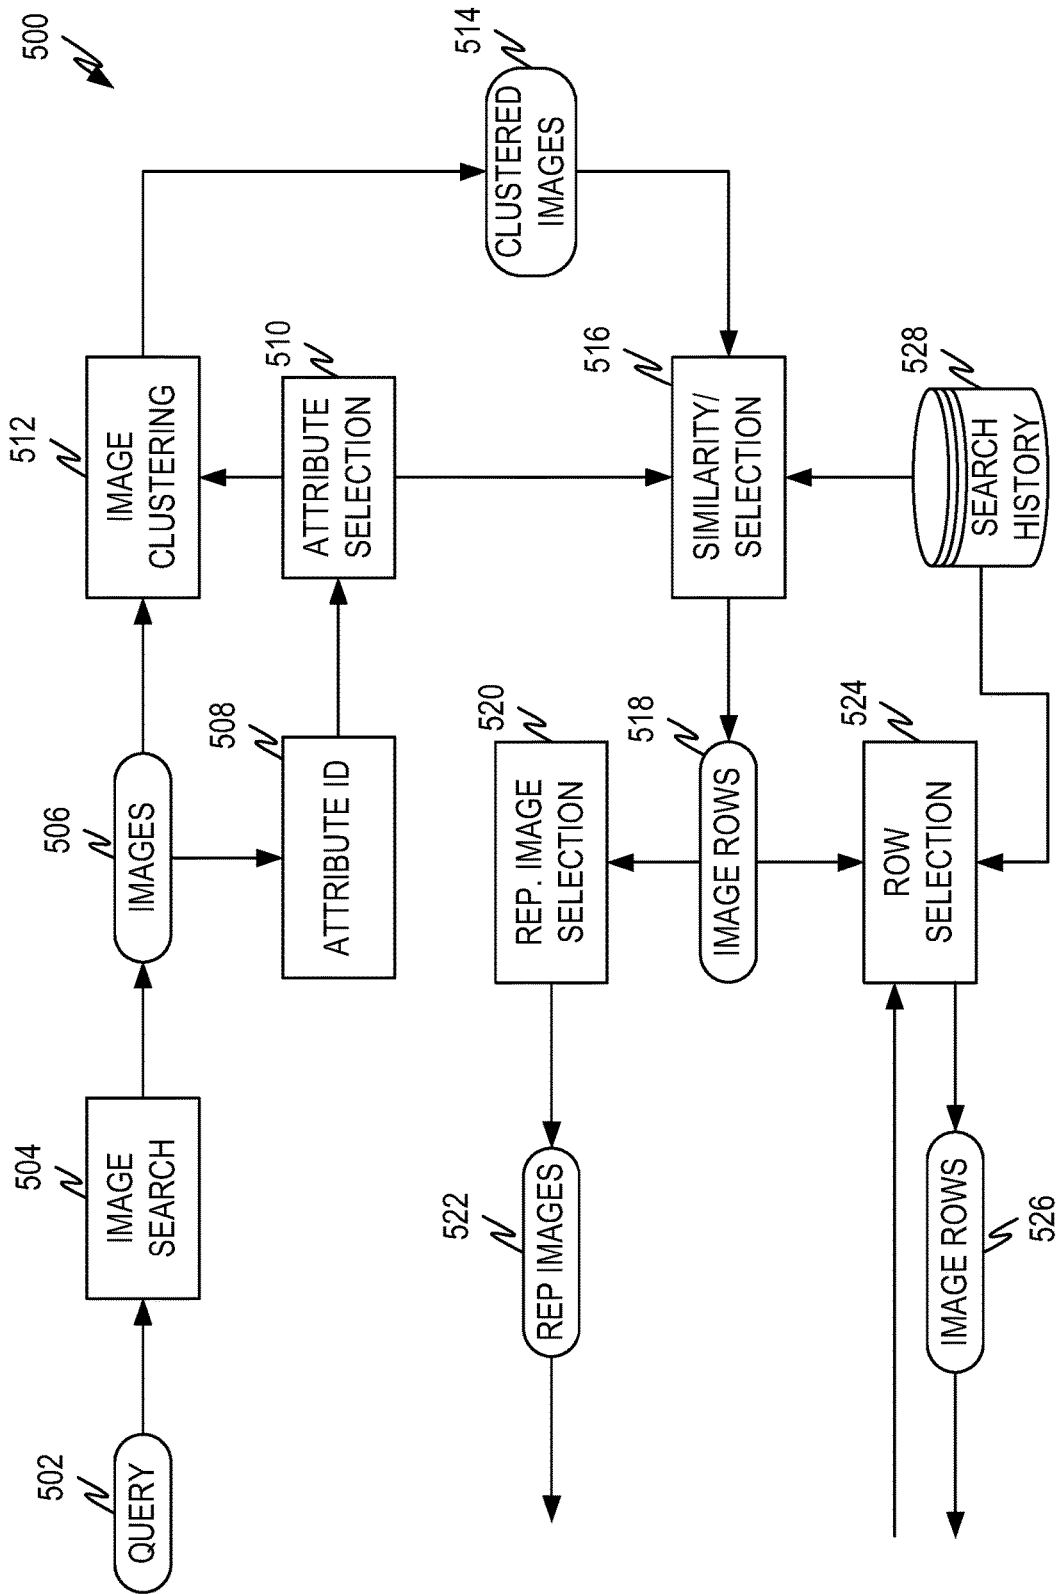 500
502
QUERY
504
IMAGE
SEARCH
506
IMAGES
512
IMAGE
CLUSTERING
508
ATTRIBUTE ID
510
ATTRIBUTE
SELECTION
514
CLUSTERED
IMAGES
522
REP IMAGES
520
REP. IMAGE
SELECTION
518
IMAGE ROWS
516
SIMILARITY/
SELECTION
526
IMAGE ROWS
524
ROW
SELECTION
528
SEARCH
HISTORY